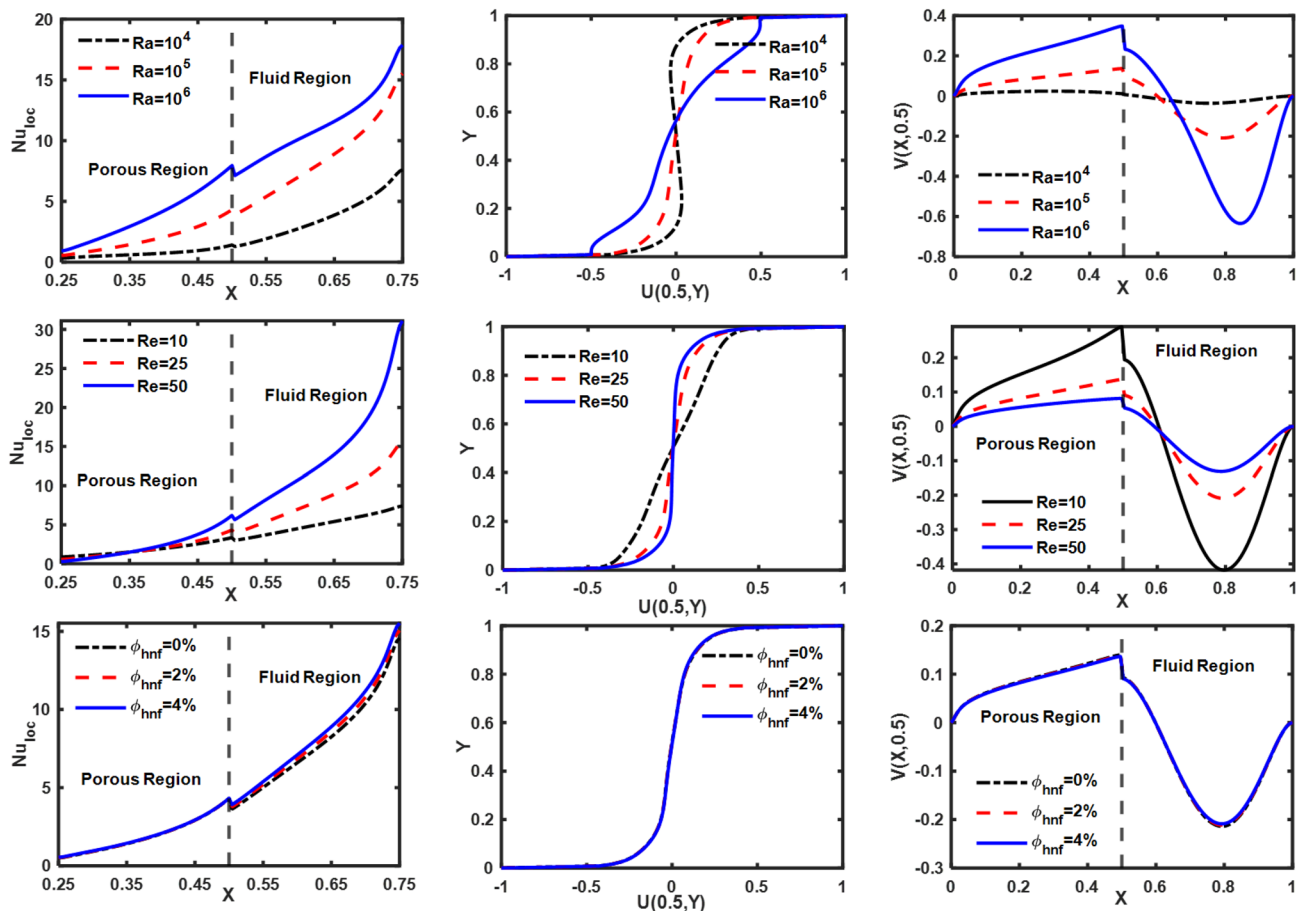 20
15
10
5
0
Nu_loc
Ra=10^4
Ra=10^5
Ra=10^6
Fluid Region
Porous Region
0.25 0.35 0.45 0.55 0.65 0.75
X
1
0.8
0.6
0.4
0.2
0
Y
Ra=10^4
Ra=10^5
Ra=10^6
-1 -0.5 0 0.5 1
U(0.5,Y)
0.4
0.2
0
-0.2
-0.4
-0.6
-0.8
V(X,0.5)
Ra=10^4
Ra=10^5
Ra=10^6
0 0.2 0.4 0.6 0.8 1
X
30
25
20
15
10
5
0
Nu_loc
Re=10
Re=25
Re=50
Fluid Region
Porous Region
0.25 0.35 0.45 0.55 0.65 0.75
X
1
0.8
0.6
0.4
0.2
0
Y
Re=10
Re=25
Re=50
-1 -0.5 0 0.5 1
U(0.5,Y)
0.2
0.1
0
-0.1
-0.2
-0.3
-0.4
V(X,0.5)
Fluid Region
Porous Region
Re=10
Re=25
Re=50
0 0.2 0.4 0.6 0.8 1
X
15
10
5
0
Nu_loc
ϕ_hnf=0%
ϕ_hnf=2%
ϕ_hnf=4%
Fluid Region
Porous Region
0.25 0.35 0.45 0.55 0.65 0.75
X
1
0.8
0.6
0.4
0.2
0
Y
ϕ_hnf=0%
ϕ_hnf=2%
ϕ_hnf=4%
-1 -0.5 0 0.5 1
U(0.5,Y)
0.2
0.1
0
-0.1
-0.2
-0.3
V(X,0.5)
Fluid Region
Porous Region
ϕ_hnf=0%
ϕ_hnf=2%
ϕ_hnf=4%
0 0.2 0.4 0.6 0.8 1
X